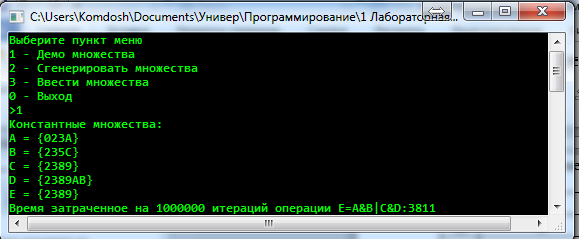 C:\Users\Komdosh\Documents\Универ\Программирование\1 Лабораторная...
Выберите пункт меню
1 - Демо множества
2 - Сгенерировать множества
3 - Ввести множества
0 - Выход
>1
Константные множества:
A = {023A}
B = {235C}
C = {2389}
D = {2389AB}
E = {2389}
Время затраченное на 1000000 итераций операции E=A&B|C&D:3811